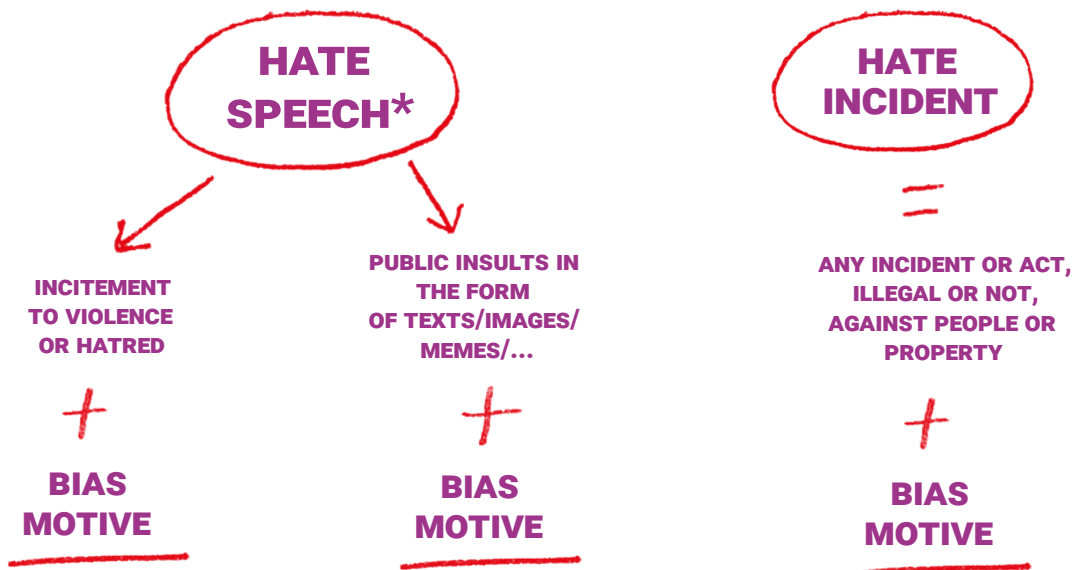 HATE
SPEECH*
INCITEMENT
TO VIOLENCE
OR HATRED
+
BIAS
MOTIVE
PUBLIC INSULTS IN
THE FORM
OF TEXTS/IMAGES/
MEMES/...
+
BIAS
MOTIVE
HATE
INCIDENT
=
ANY INCIDENT OR ACT,
ILLEGAL OR NOT,
AGAINST PEOPLE OR
PROPERTY
+
BIAS
MOTIVE